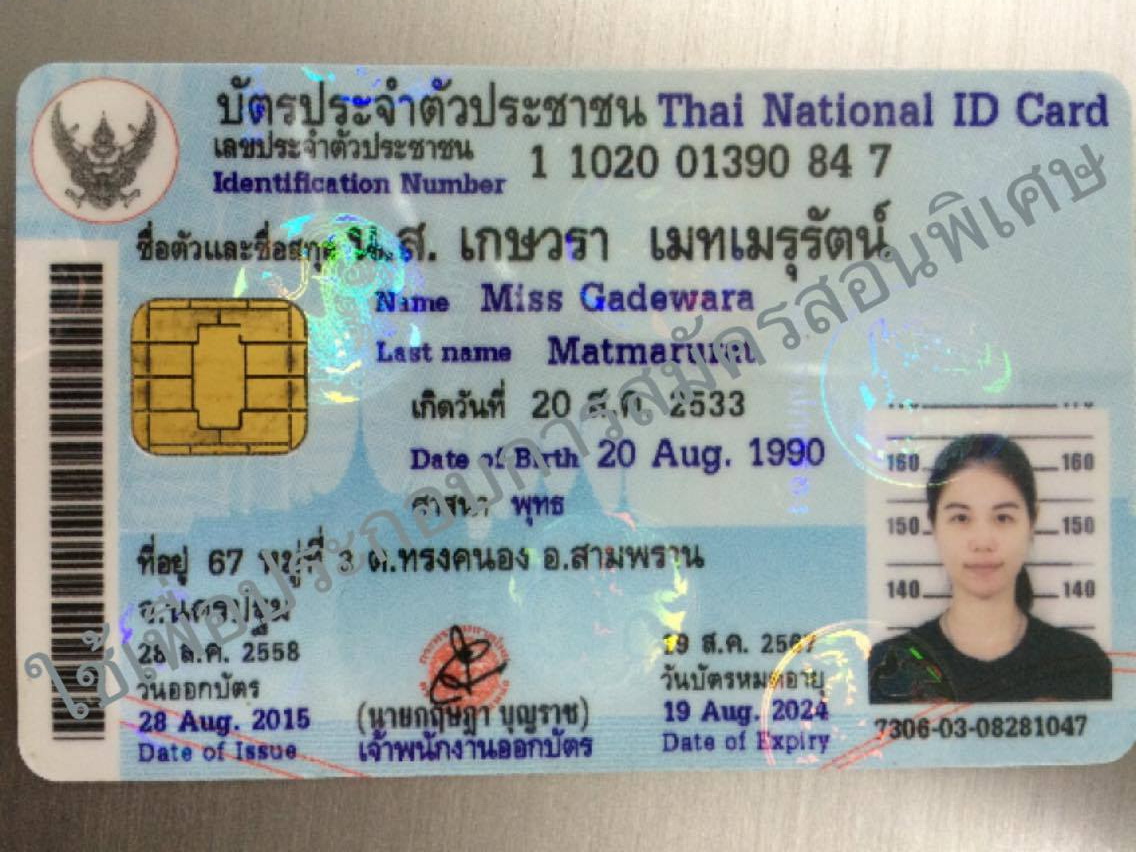 บัตรประจำตัวประชาชน Thai National ID Card
เลขประจำตัวประชาชน
Identification Number 1 1020 01390 84 7
ชื่อตัวและชื่อสกุล น.ส. เกษวรา เมทเมรุรัตน์
Name Miss Gadewara
Last name
เกิดวันที่ 20 ส.ค. 2533
Date of Birth 20 Aug. 1990
ศาสนา พุทธ
ที่อยู่ 67 หมู่ที่ 3 ต.ทรงคนอง อ.สามพราน
จ.นครปฐม
28 ส.ค. 2558
วันออกบัตร
28 Aug. 2015
Date of Issue
(นายกฤษฎา บุญราช)
เจ้าพนักงานออกบัตร
19 ส.ค. 2567
วันบัตรหมดอายุ
19 Aug. 2024
Date of Expiry
160 160
150 150
140 140
7306-03-08281047
ใช้เพื่อประกอบการสมัครสอนพิเศษ